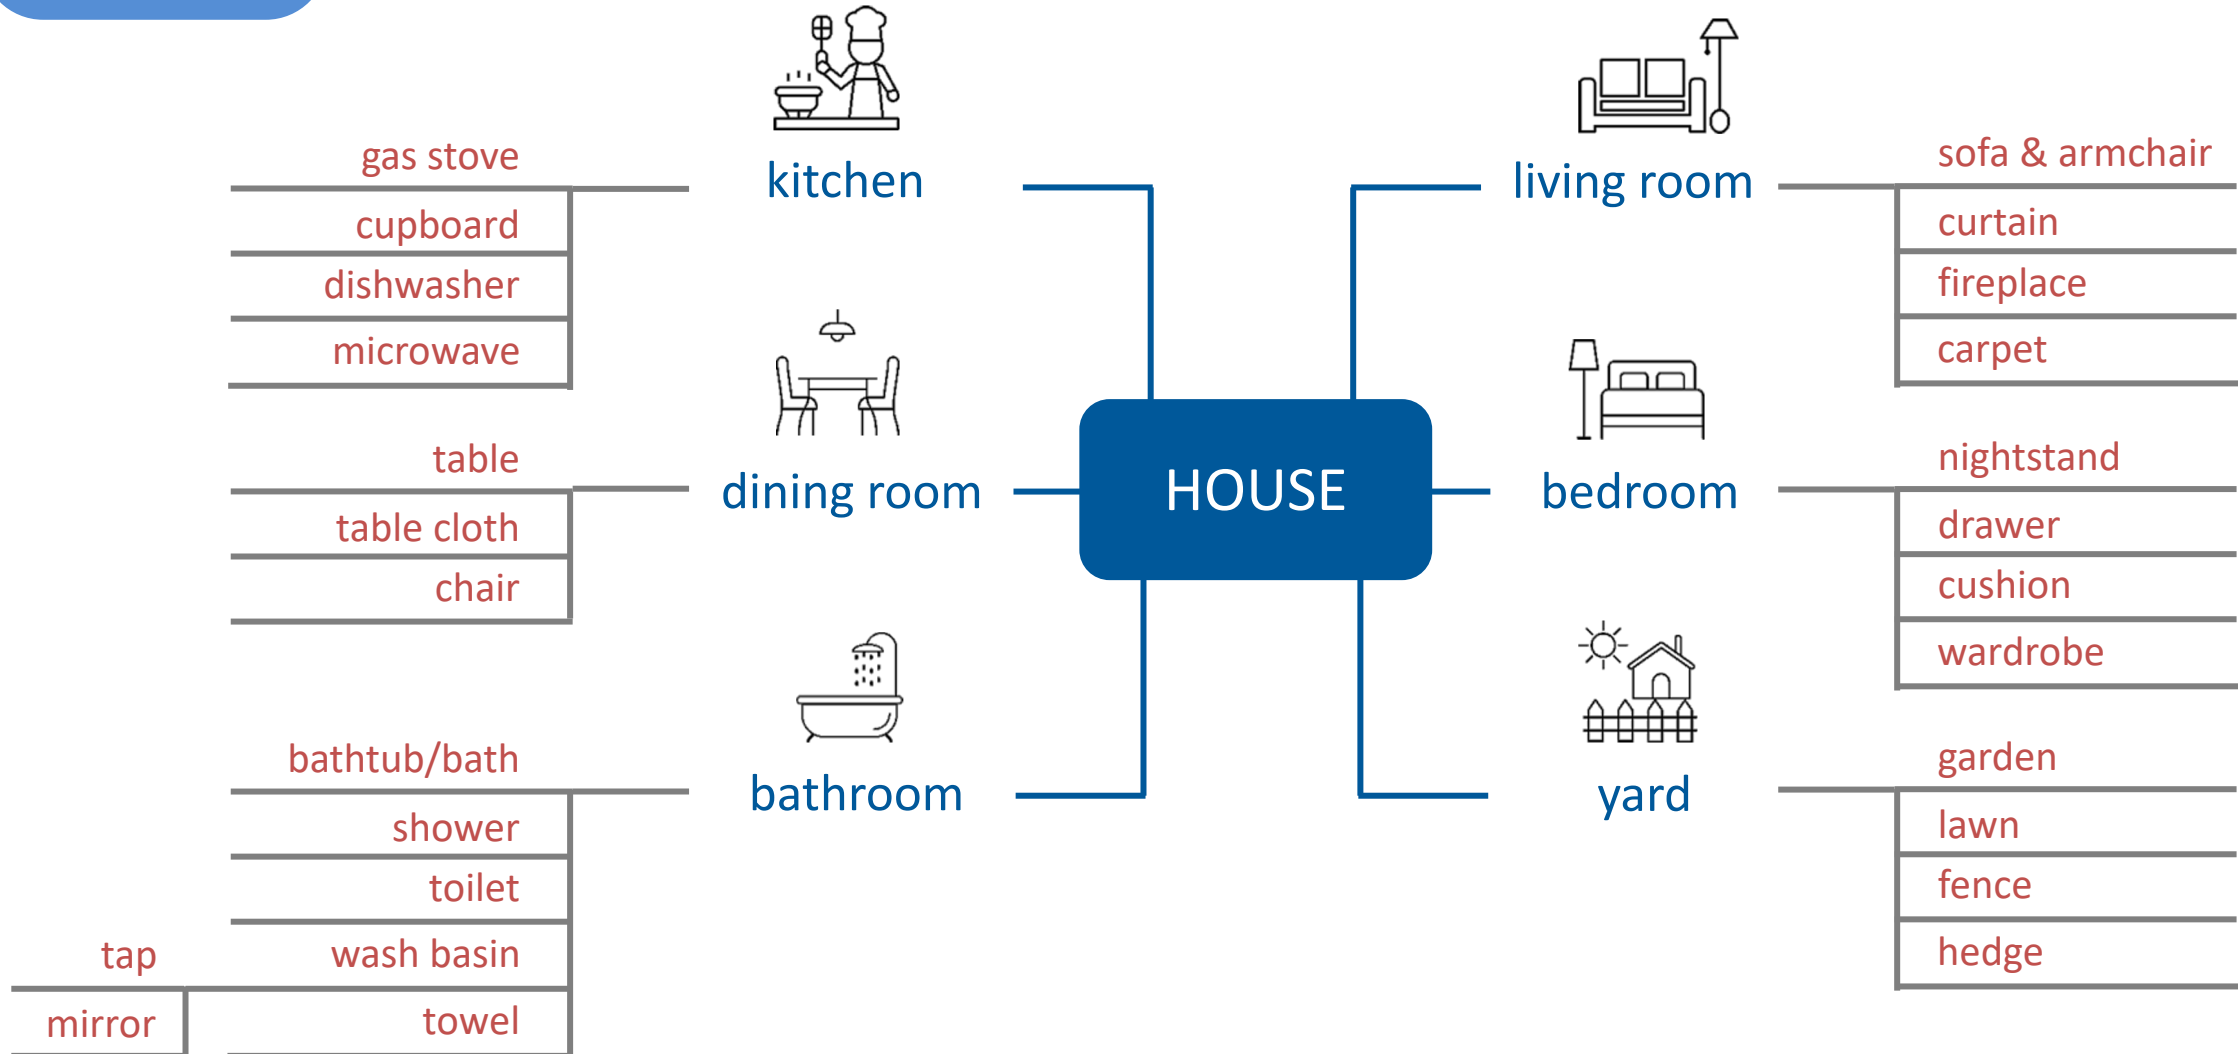 kitchen
gas stove
cupboard
dishwasher
microwave
dining room
table
table cloth
chair
bathroom
bathtub/bath
shower
toilet
wash basin
tap
mirror
towel
HOUSE
living room
sofa & armchair
curtain
fireplace
carpet
bedroom
nightstand
drawer
cushion
wardrobe
yard
garden
lawn
fence
hedge